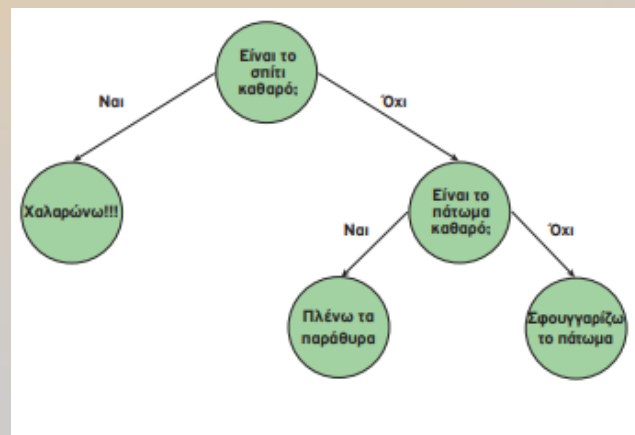 Είναι το
σπίτι
καθαρό;
Ναι
Όχι
Χαλαρώνω!!!
Είναι το
πάτωμα
καθαρό;
Ναι
Όχι
Πλένω τα
παράθυρα
Σφουγγαρίζω
το πάτωμα